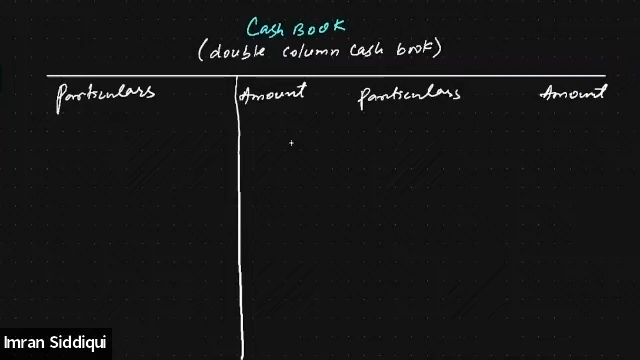 Cash Book
(double column cash book)
Particulars Amount Particulars Amount
Imran Siddiqui